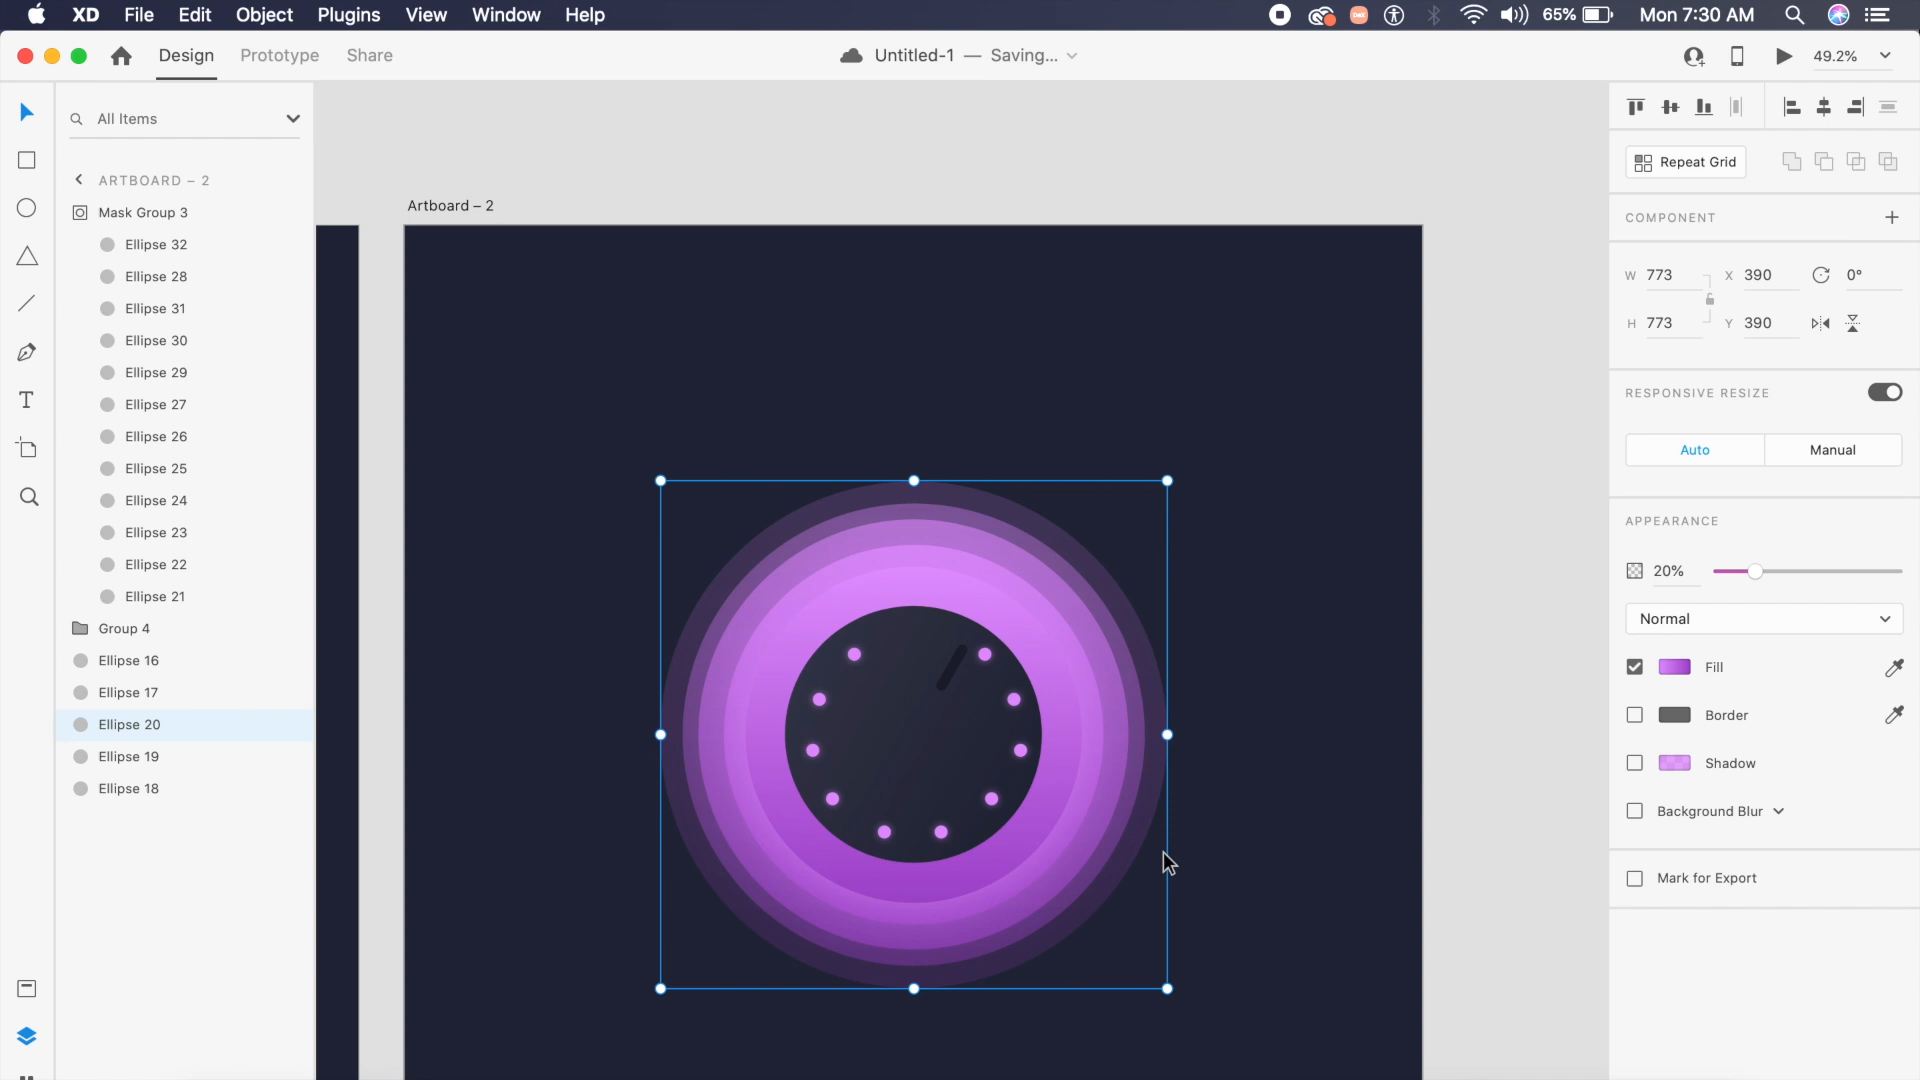 XD File Edit Object Plugins View Window Help 65% Mon 7:30 AM
Design Prototype Share Untitled-1 — Saving... 49.2%
All Items
ARTBOARD – 2
Mask Group 3
Ellipse 32
Ellipse 28
Ellipse 31
Ellipse 30
Ellipse 29
Ellipse 27
Ellipse 26
Ellipse 25
Ellipse 24
Ellipse 23
Ellipse 22
Ellipse 21
Group 4
Ellipse 16
Ellipse 17
Ellipse 20
Ellipse 19
Ellipse 18
Artboard – 2
Repeat Grid
COMPONENT
W 773 X 390 0°
H 773 Y 390
RESPONSIVE RESIZE
Auto Manual
APPEARANCE
20%
Normal
Fill
Border
Shadow
Background Blur
Mark for Export